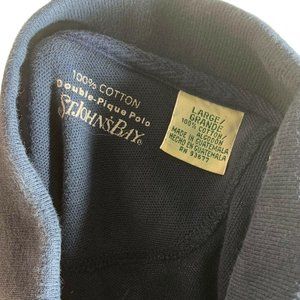 100% COTTON
Double-Pique Polo
ST. JOHN'S BAY®
LARGE/
GRANDE
100% COTTON/
ALGODON
MADE IN GUATEMALA
HECHO EN GUATEMALA
RN 93677